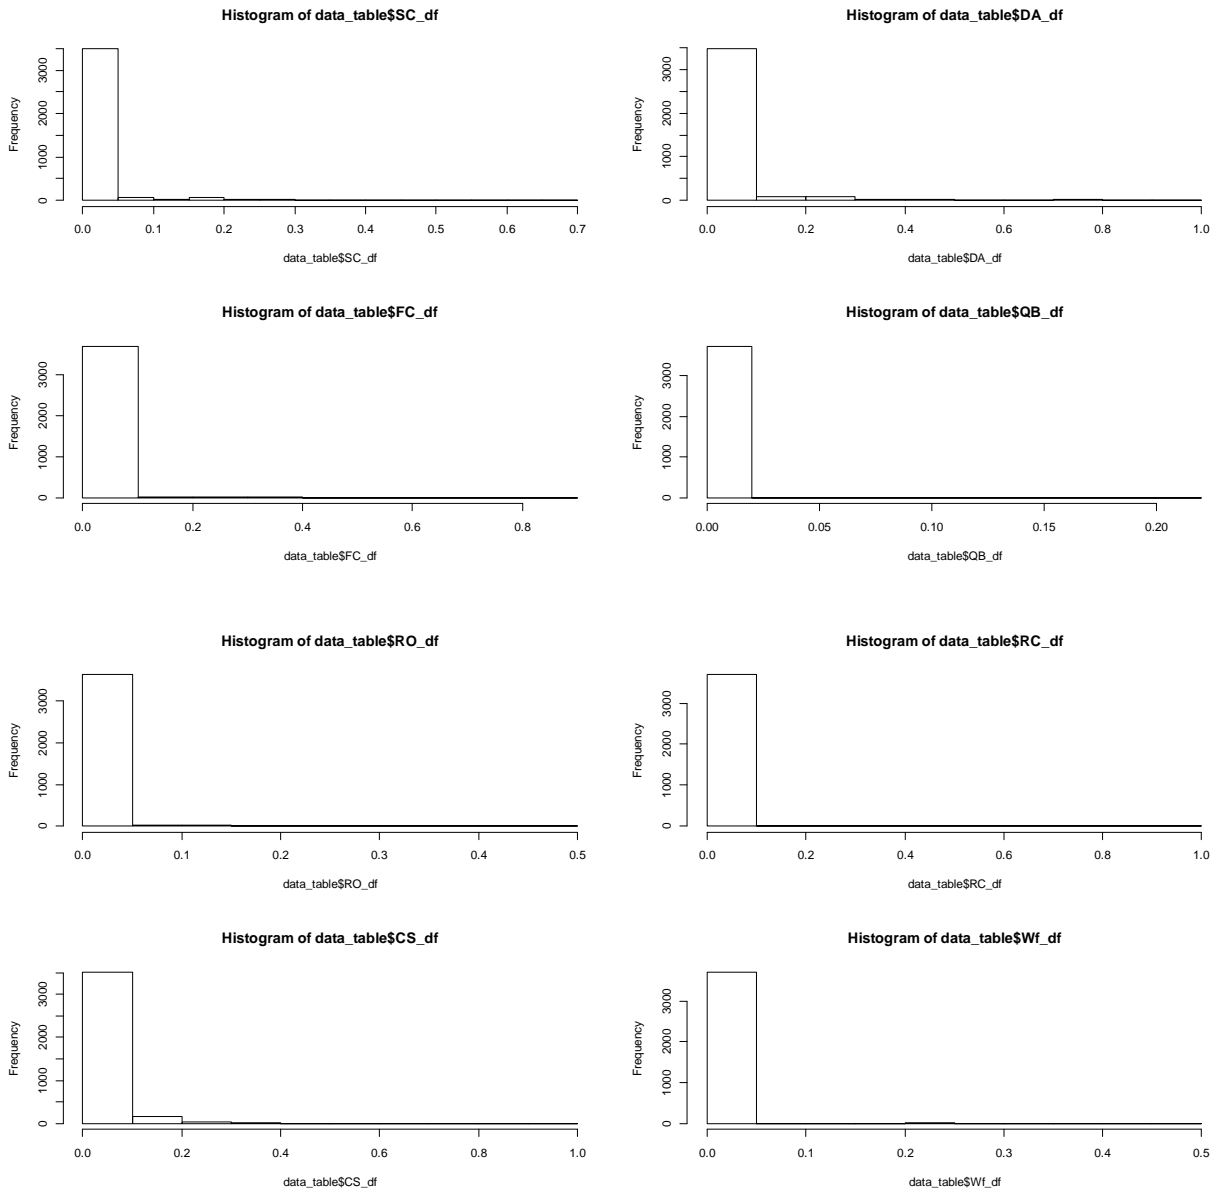 Histogram of data_table$SC_df
Frequency
0 1000 2000 3000
0.0 0.1 0.2 0.3 0.4 0.5 0.6 0.7
data_table$SC_df
Histogram of data_table$DA_df
Frequency
0 1000 2000 3000
0.0 0.2 0.4 0.6 0.8 1.0
data_table$DA_df
Histogram of data_table$FC_df
Frequency
0 1000 2000 3000
0.0 0.2 0.4 0.6 0.8
data_table$FC_df
Histogram of data_table$QB_df
Frequency
0 1000 2000 3000
0.00 0.05 0.10 0.15 0.20
data_table$QB_df
Histogram of data_table$RO_df
Frequency
0 1000 2000 3000
0.0 0.1 0.2 0.3 0.4 0.5
data_table$RO_df
Histogram of data_table$RC_df
Frequency
0 1000 2000 3000
0.0 0.2 0.4 0.6 0.8 1.0
data_table$RC_df
Histogram of data_table$CS_df
Frequency
0 1000 2000 3000
0.0 0.2 0.4 0.6 0.8 1.0
data_table$CS_df
Histogram of data_table$Wf_df
Frequency
0 1000 2000 3000
0.0 0.1 0.2 0.3 0.4 0.5
data_table$Wf_df